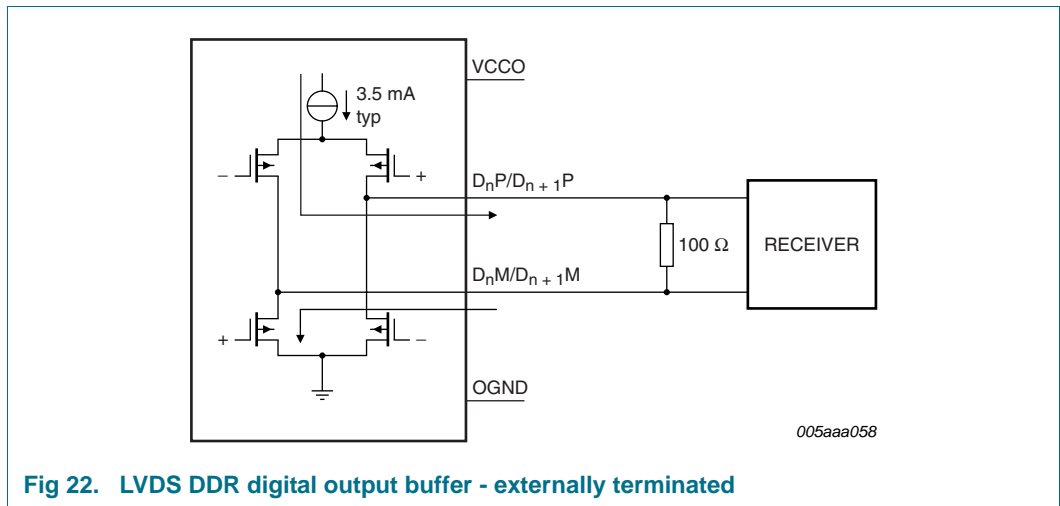 VCCO
3.5 mA
typ
– +
DnP/Dn + 1P
100 Ω
RECEIVER
DnM/Dn + 1M
+ –
OGND
005aaa058
Fig 22. LVDS DDR digital output buffer - externally terminated